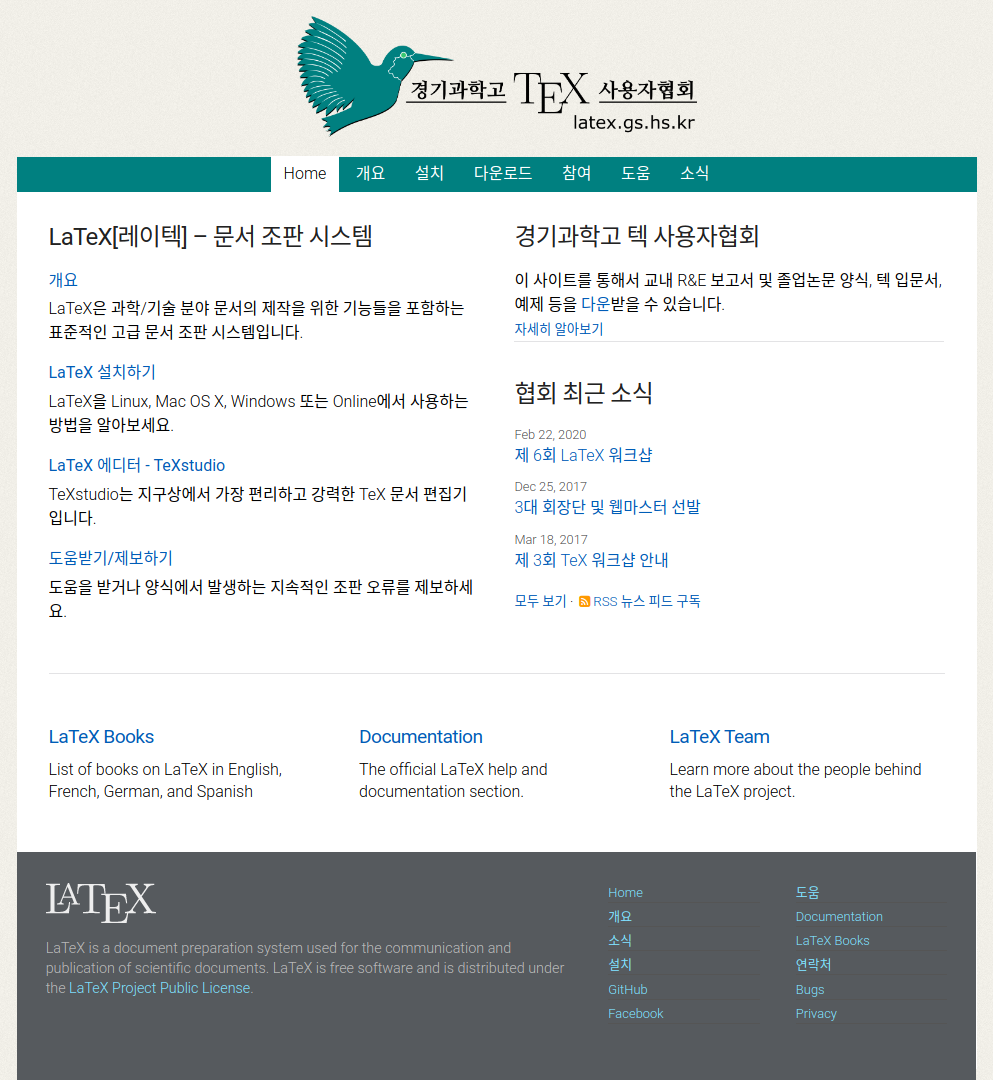 경기과학고 TEX 사용자협회
latex.gs.hs.kr
Home 개요 설치 다운로드 참여 도움 소식
LaTeX[레이텍] – 문서 조판 시스템
개요
LaTeX은 과학/기술 분야 문서의 제작을 위한 기능들을 포함하는
표준적인 고급 문서 조판 시스템입니다.
LaTeX 설치하기
LaTeX을 Linux, Mac OS X, Windows 또는 Online에서 사용하는
방법을 알아보세요.
LaTeX 에디터 - TeXstudio
TeXstudio는 지구상에서 가장 편리하고 강력한 TeX 문서 편집기
입니다.
도움받기/제보하기
도움을 받거나 양식에서 발생하는 지속적인 조판 오류를 제보하세
요.
경기과학고 텍 사용자협회
이 사이트를 통해서 교내 R&E 보고서 및 졸업논문 양식, 텍 입문서,
예제 등을 다운받을 수 있습니다.
자세히 알아보기
협회 최근 소식
Feb 22, 2020
제 6회 LaTeX 워크샵
Dec 25, 2017
3대 회장단 및 웹마스터 선발
Mar 18, 2017
제 3회 TeX 워크샵 안내
모두 보기 · RSS 뉴스 피드 구독
LaTeX Books
List of books on LaTeX in English,
French, German, and Spanish
Documentation
The official LaTeX help and
documentation section.
LaTeX Team
Learn more about the people behind
the LaTeX project.
LATEX
LaTeX is a document preparation system used for the communication and
publication of scientific documents. LaTeX is free software and is distributed under
the LaTeX Project Public License.
Home
개요
소식
설치
GitHub
Facebook
도움
Documentation
LaTeX Books
연락처
Bugs
Privacy